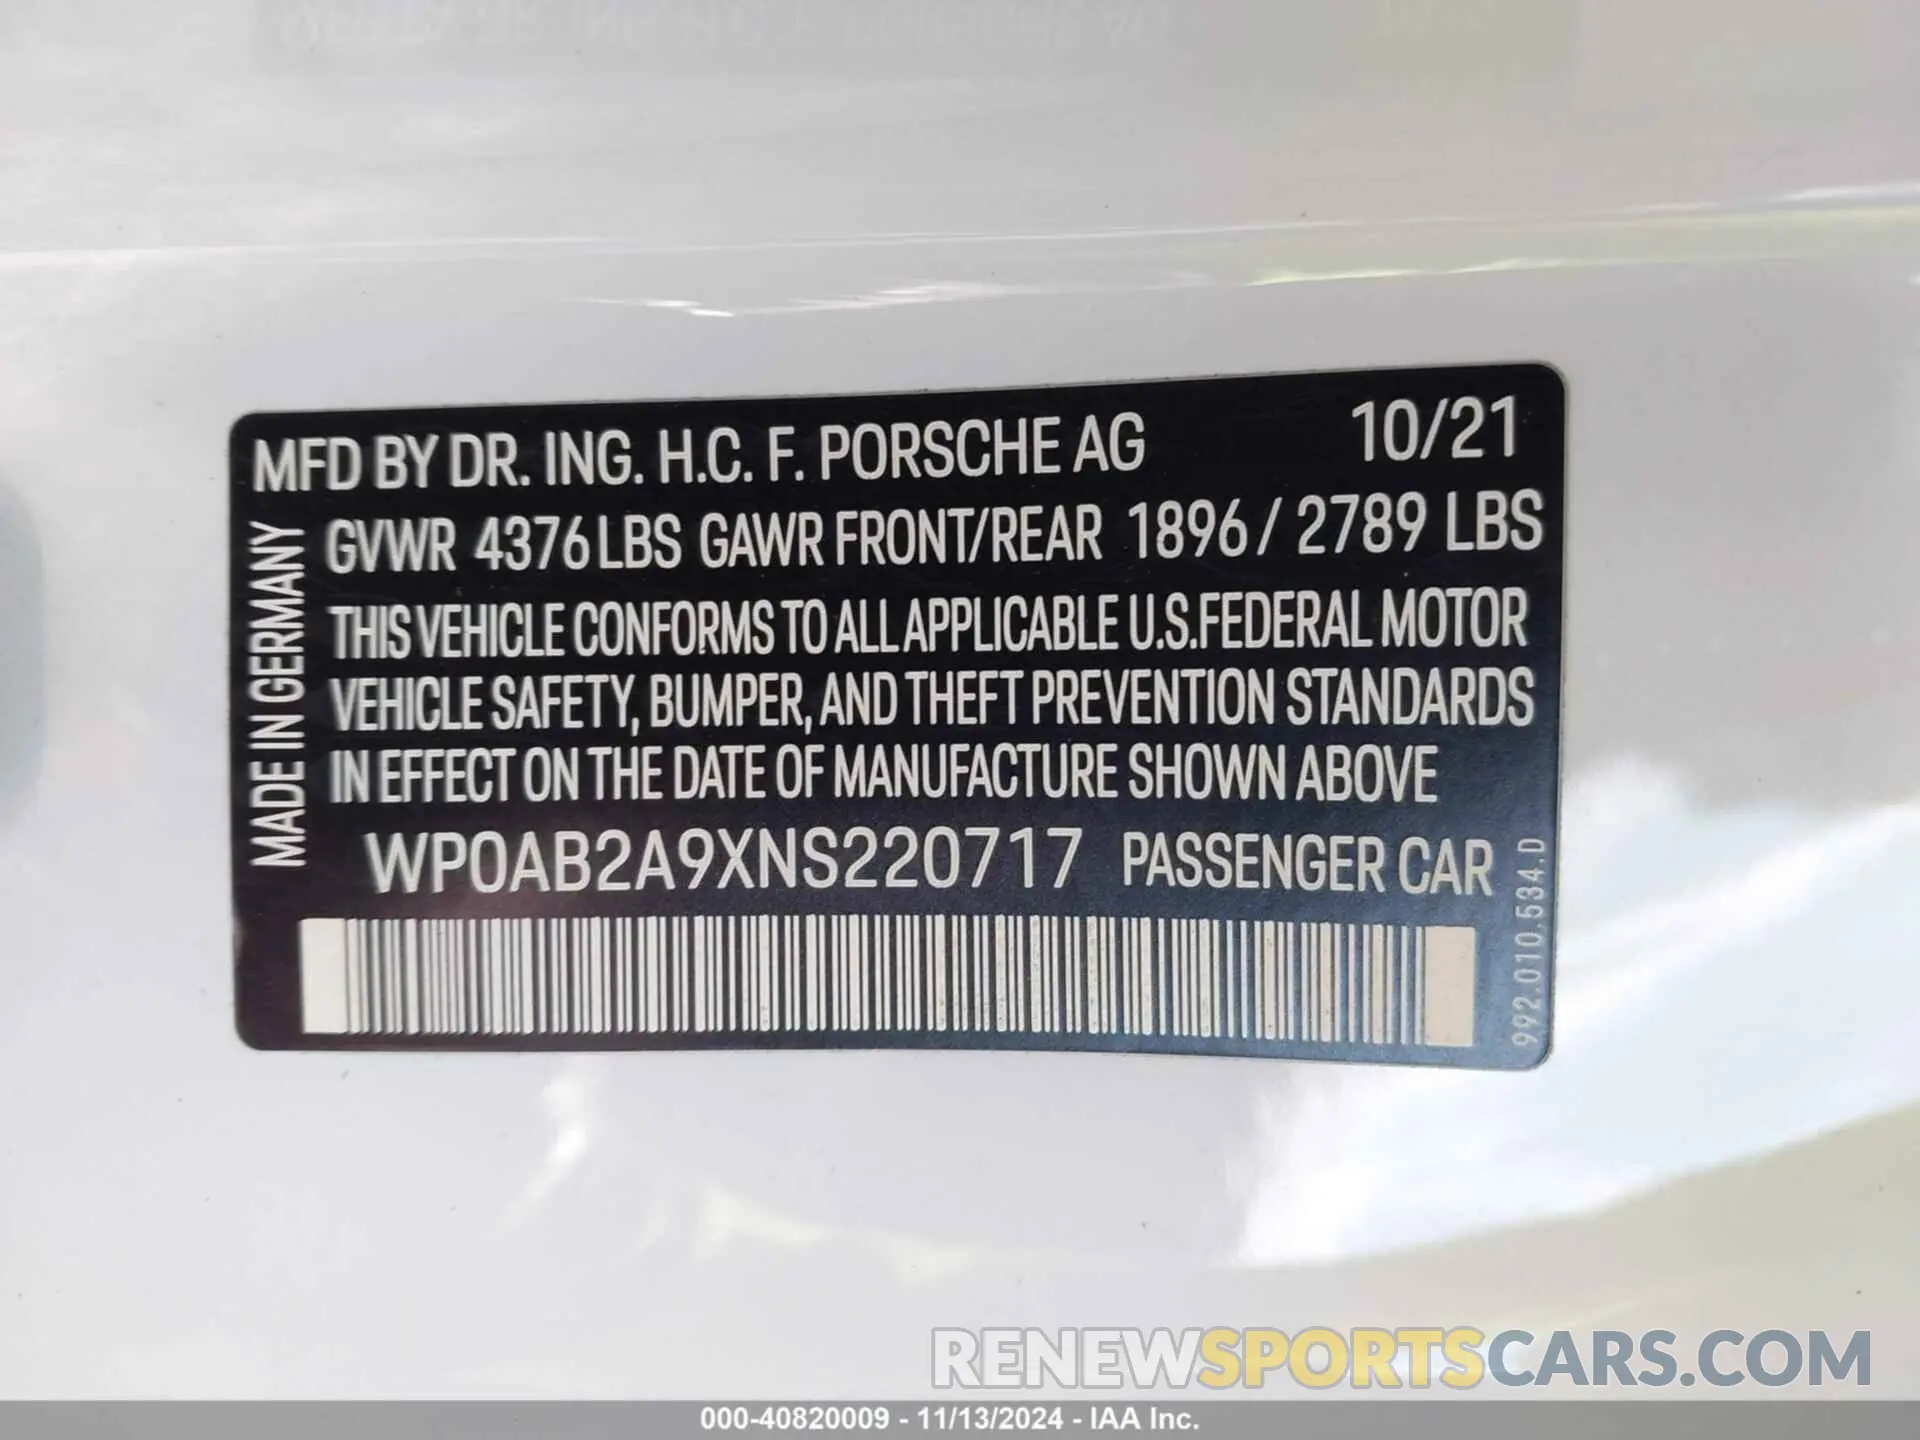 MFD BY DR. ING. H.C. F. PORSCHE AG 10/21
GVWR 4376 LBS GAWR FRONT/REAR 1896 / 2789 LBS
THIS VEHICLE CONFORMS TO ALL APPLICABLE U.S. FEDERAL MOTOR
VEHICLE SAFETY, BUMPER, AND THEFT PREVENTION STANDARDS
IN EFFECT ON THE DATE OF MANUFACTURE SHOWN ABOVE
WP0AB2A9XNS220717 PASSENGER CAR
MADE IN GERMANY
992.010.534.D
RENEWSPORTSCARS.COM
000-40820009 - 11/13/2024 - IAA Inc.